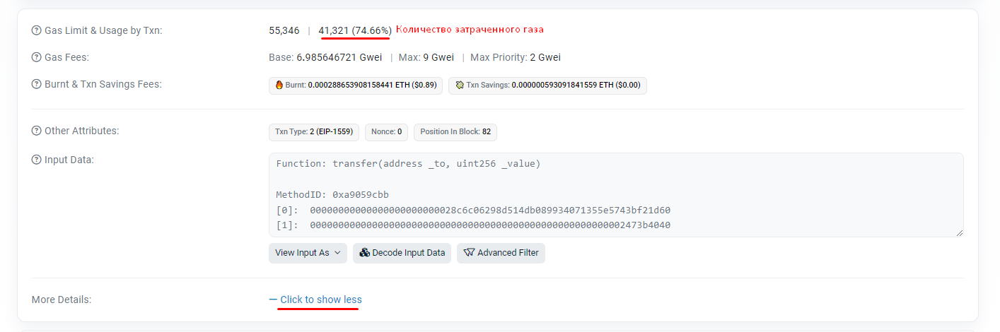 Gas Limit & Usage by Txn: 55,346 | 41,321 (74.66%) Количество затраченного газа
Gas Fees: Base: 6.985646721 Gwei | Max: 9 Gwei | Max Priority: 2 Gwei
Burnt & Txn Savings Fees: Burnt: 0.000288653908158441 ETH ($0.89) Txn Savings: 0.000000593091841559 ETH ($0.00)
Other Attributes: Txn Type: 2 (EIP-1559) Nonce: 0 Position In Block: 82
Input Data: Function: transfer(address _to, uint256 _value)
MethodID: 0xa9059cbb
[0]: 00000000000000000000000028c6c06298d514db089934071355e5743bf21d60
[1]: 00000000000000000000000000000000000000000000000000000002473b4040
View Input As Decode Input Data Advanced Filter
More Details: — Click to show less